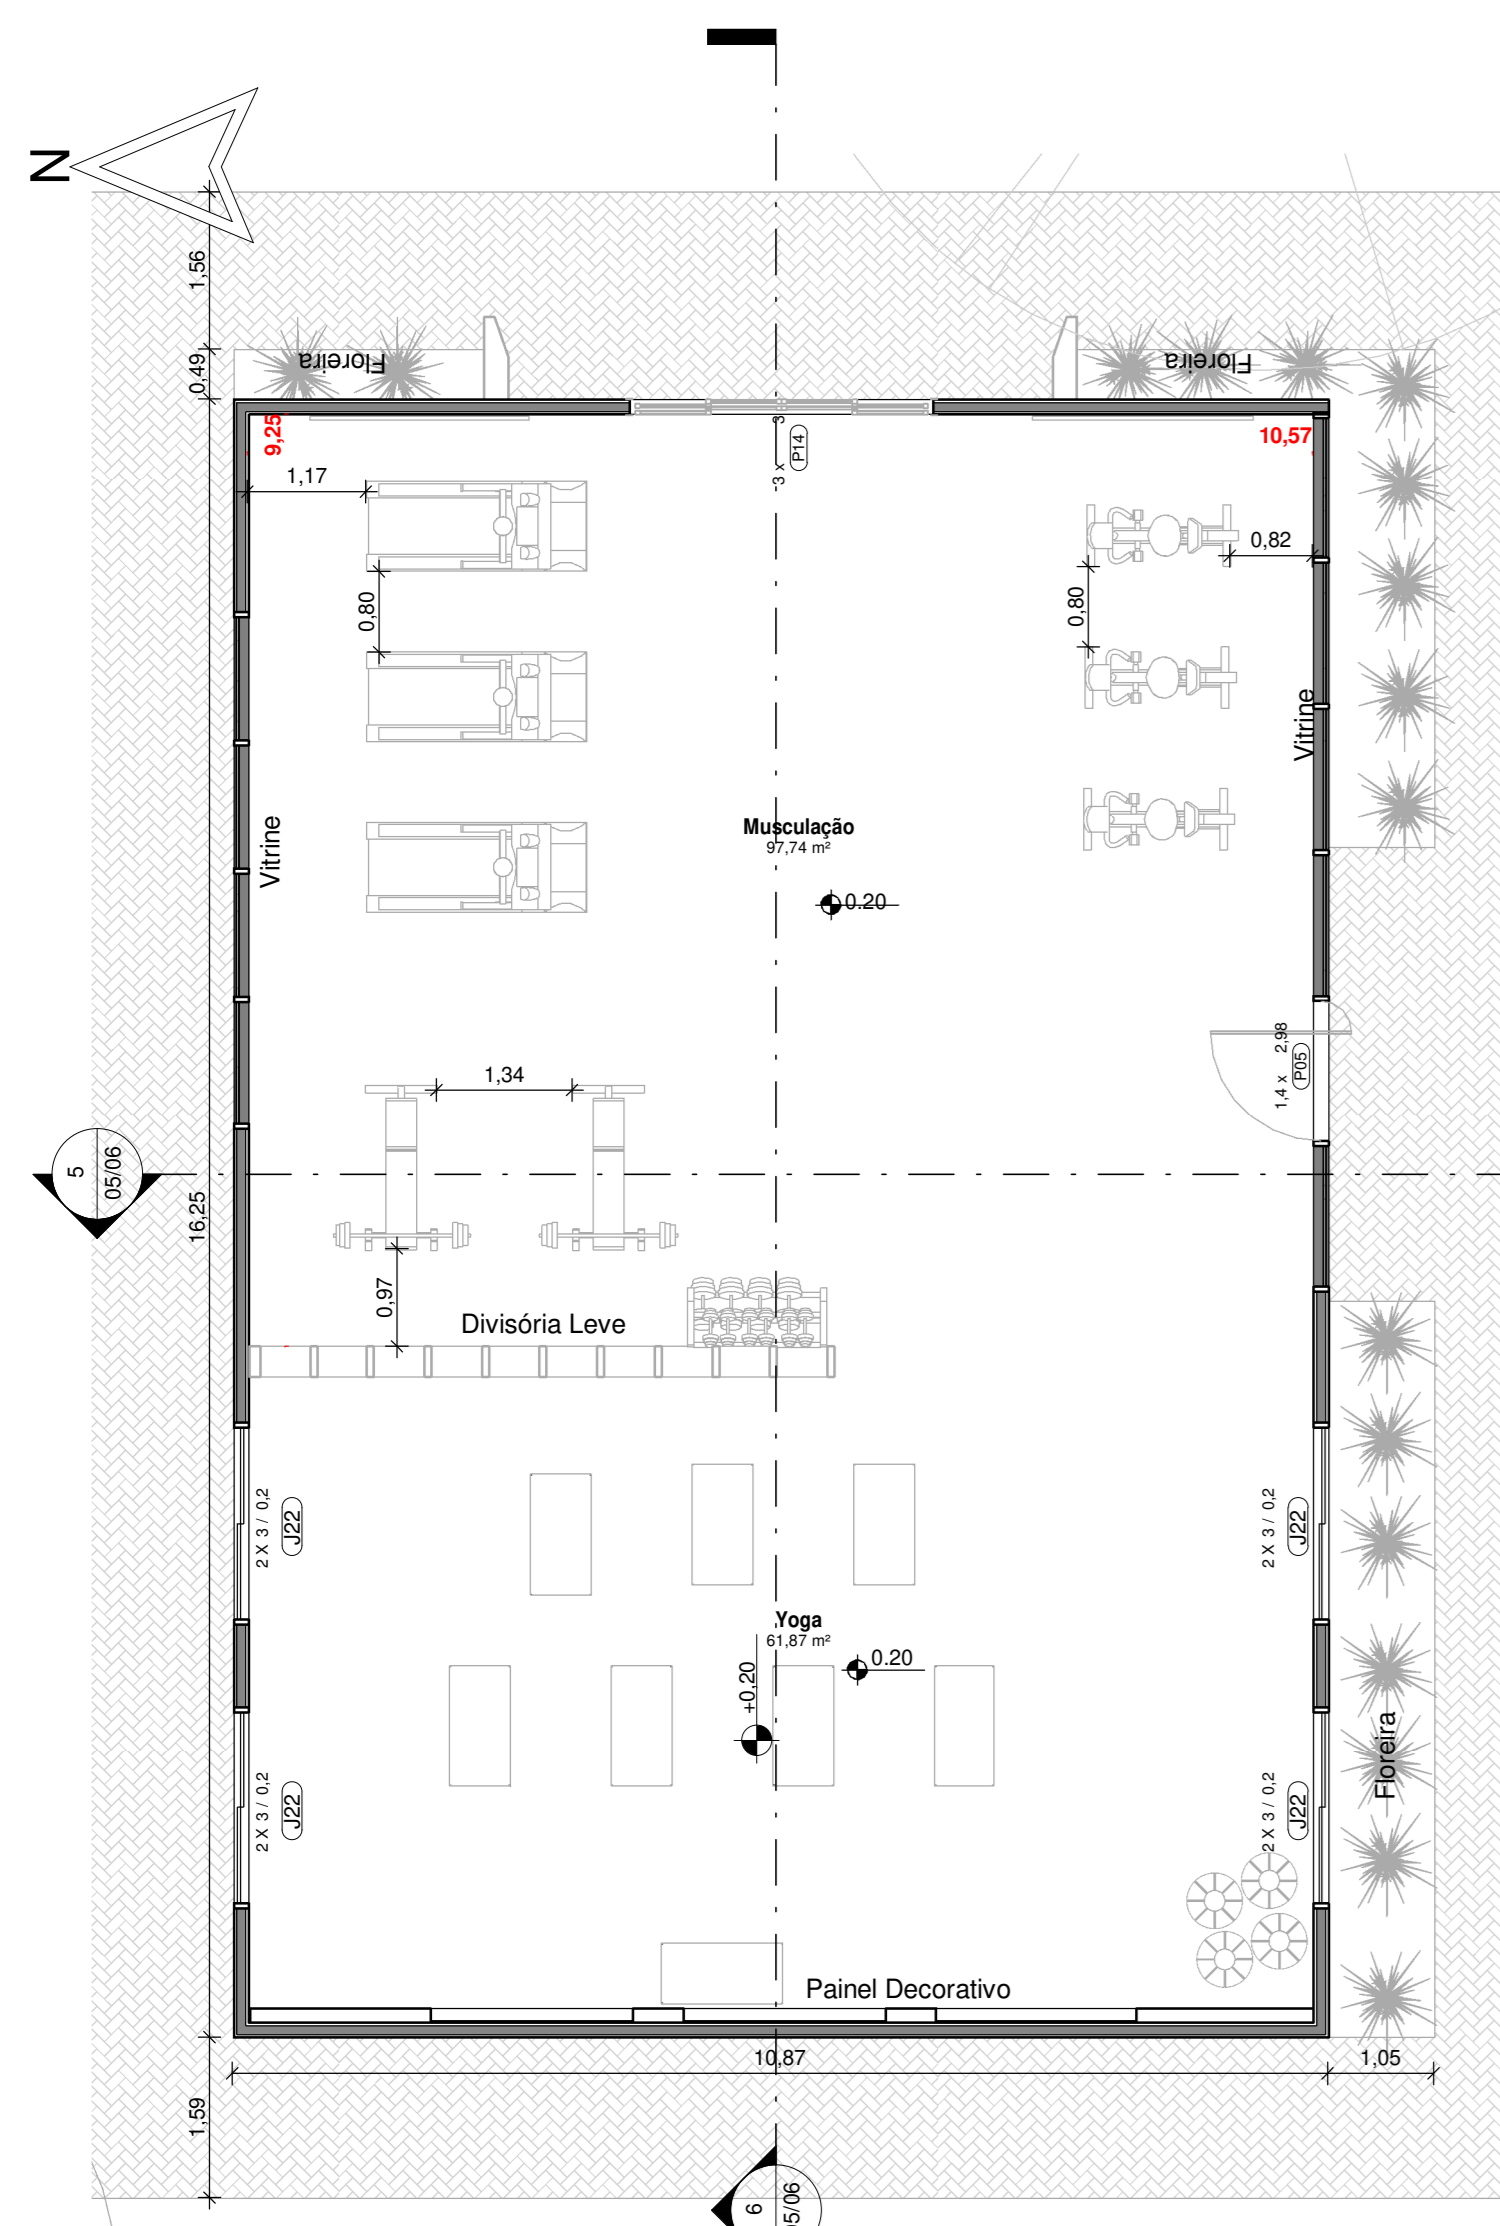 N
1,56
0,49
Floreira
Floreira
9,25
10,57
1,17
3 x 3
P14
0,82
0,80
0,80
Vitrine
Vitrine
Musculação
97,74 m²
0.20
1,4 x 2,98
P05
1,34
5
05/06
16,25
0,97
Divisória Leve
2 X 3 / 0,2
J22
2 X 3 / 0,2
J22
Yoga
61,87 m²
0.20
+0,20
Floreira
2 X 3 / 0,2
J22
2 X 3 / 0,2
J22
Painel Decorativo
10,87
1,05
1,59
6
05/06